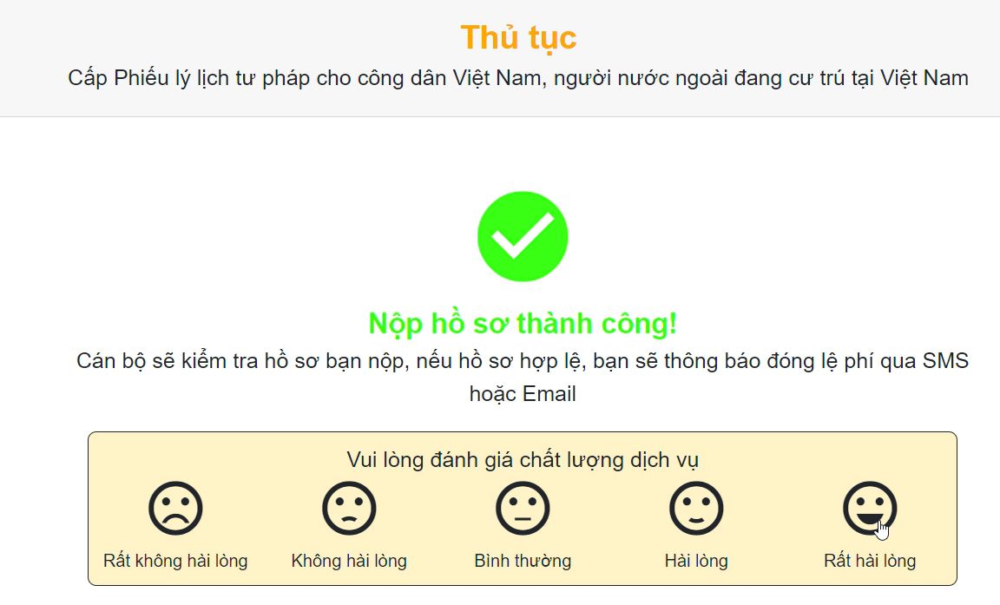 Thủ tục
Cấp Phiếu lý lịch tư pháp cho công dân Việt Nam, người nước ngoài đang cư trú tại Việt Nam
Nộp hồ sơ thành công!
Cán bộ sẽ kiểm tra hồ sơ bạn nộp, nếu hồ sơ hợp lệ, bạn sẽ thông báo đóng lệ phí qua SMS
hoặc Email
Vui lòng đánh giá chất lượng dịch vụ
Rất không hài lòng
Không hài lòng
Bình thường
Hài lòng
Rất hài lòng